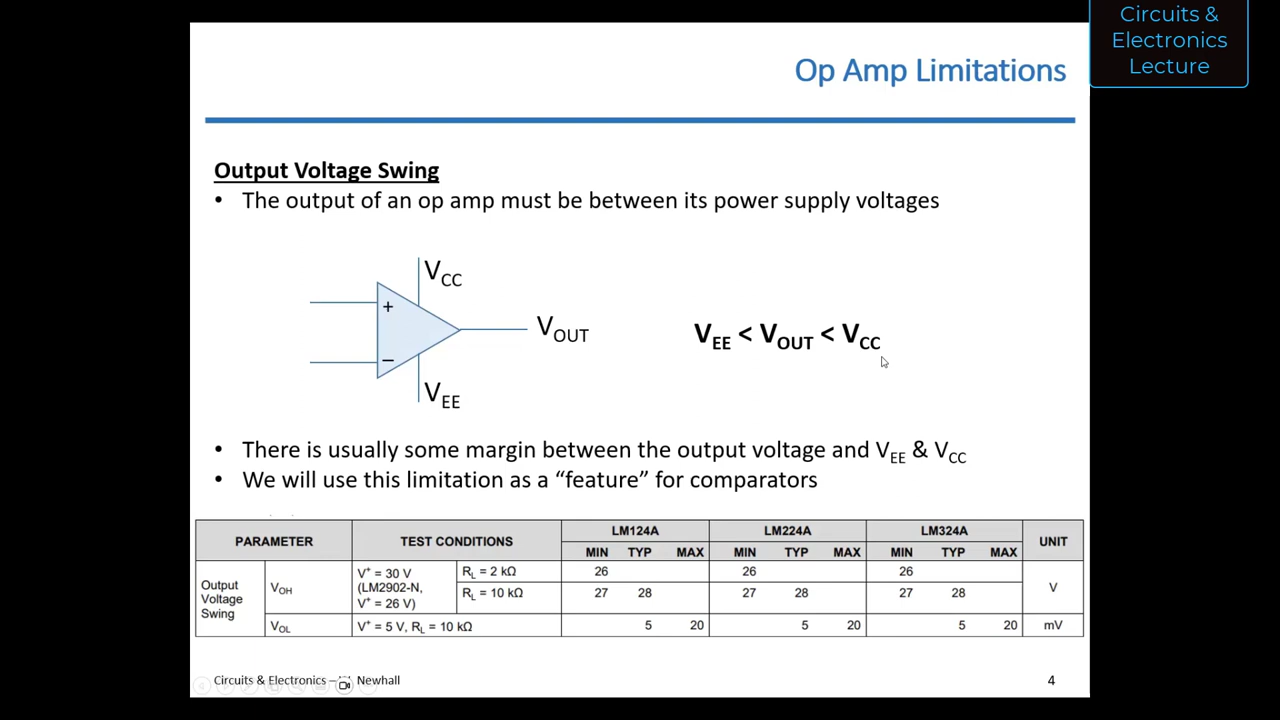 Circuits &
Electronics
Lecture
Op Amp Limitations
Output Voltage Swing
• The output of an op amp must be between its power supply voltages
VCC
+
VOUT
−
VEE
VEE < VOUT < VCC
• There is usually some margin between the output voltage and VEE & VCC
• We will use this limitation as a “feature” for comparators
PARAMETER TEST CONDITIONS LM124A LM224A LM324A UNIT
MIN TYP MAX MIN TYP MAX MIN TYP MAX
Output Voltage Swing VOH V+ = 30 V (LM2902-N, V+ = 26 V) RL = 2 kΩ 26 26 26 V
RL = 10 kΩ 27 28 27 28 27 28
VOL V+ = 5 V, RL = 10 kΩ 5 20 5 20 5 20 mV
Circuits & Electronics – Newhall
4